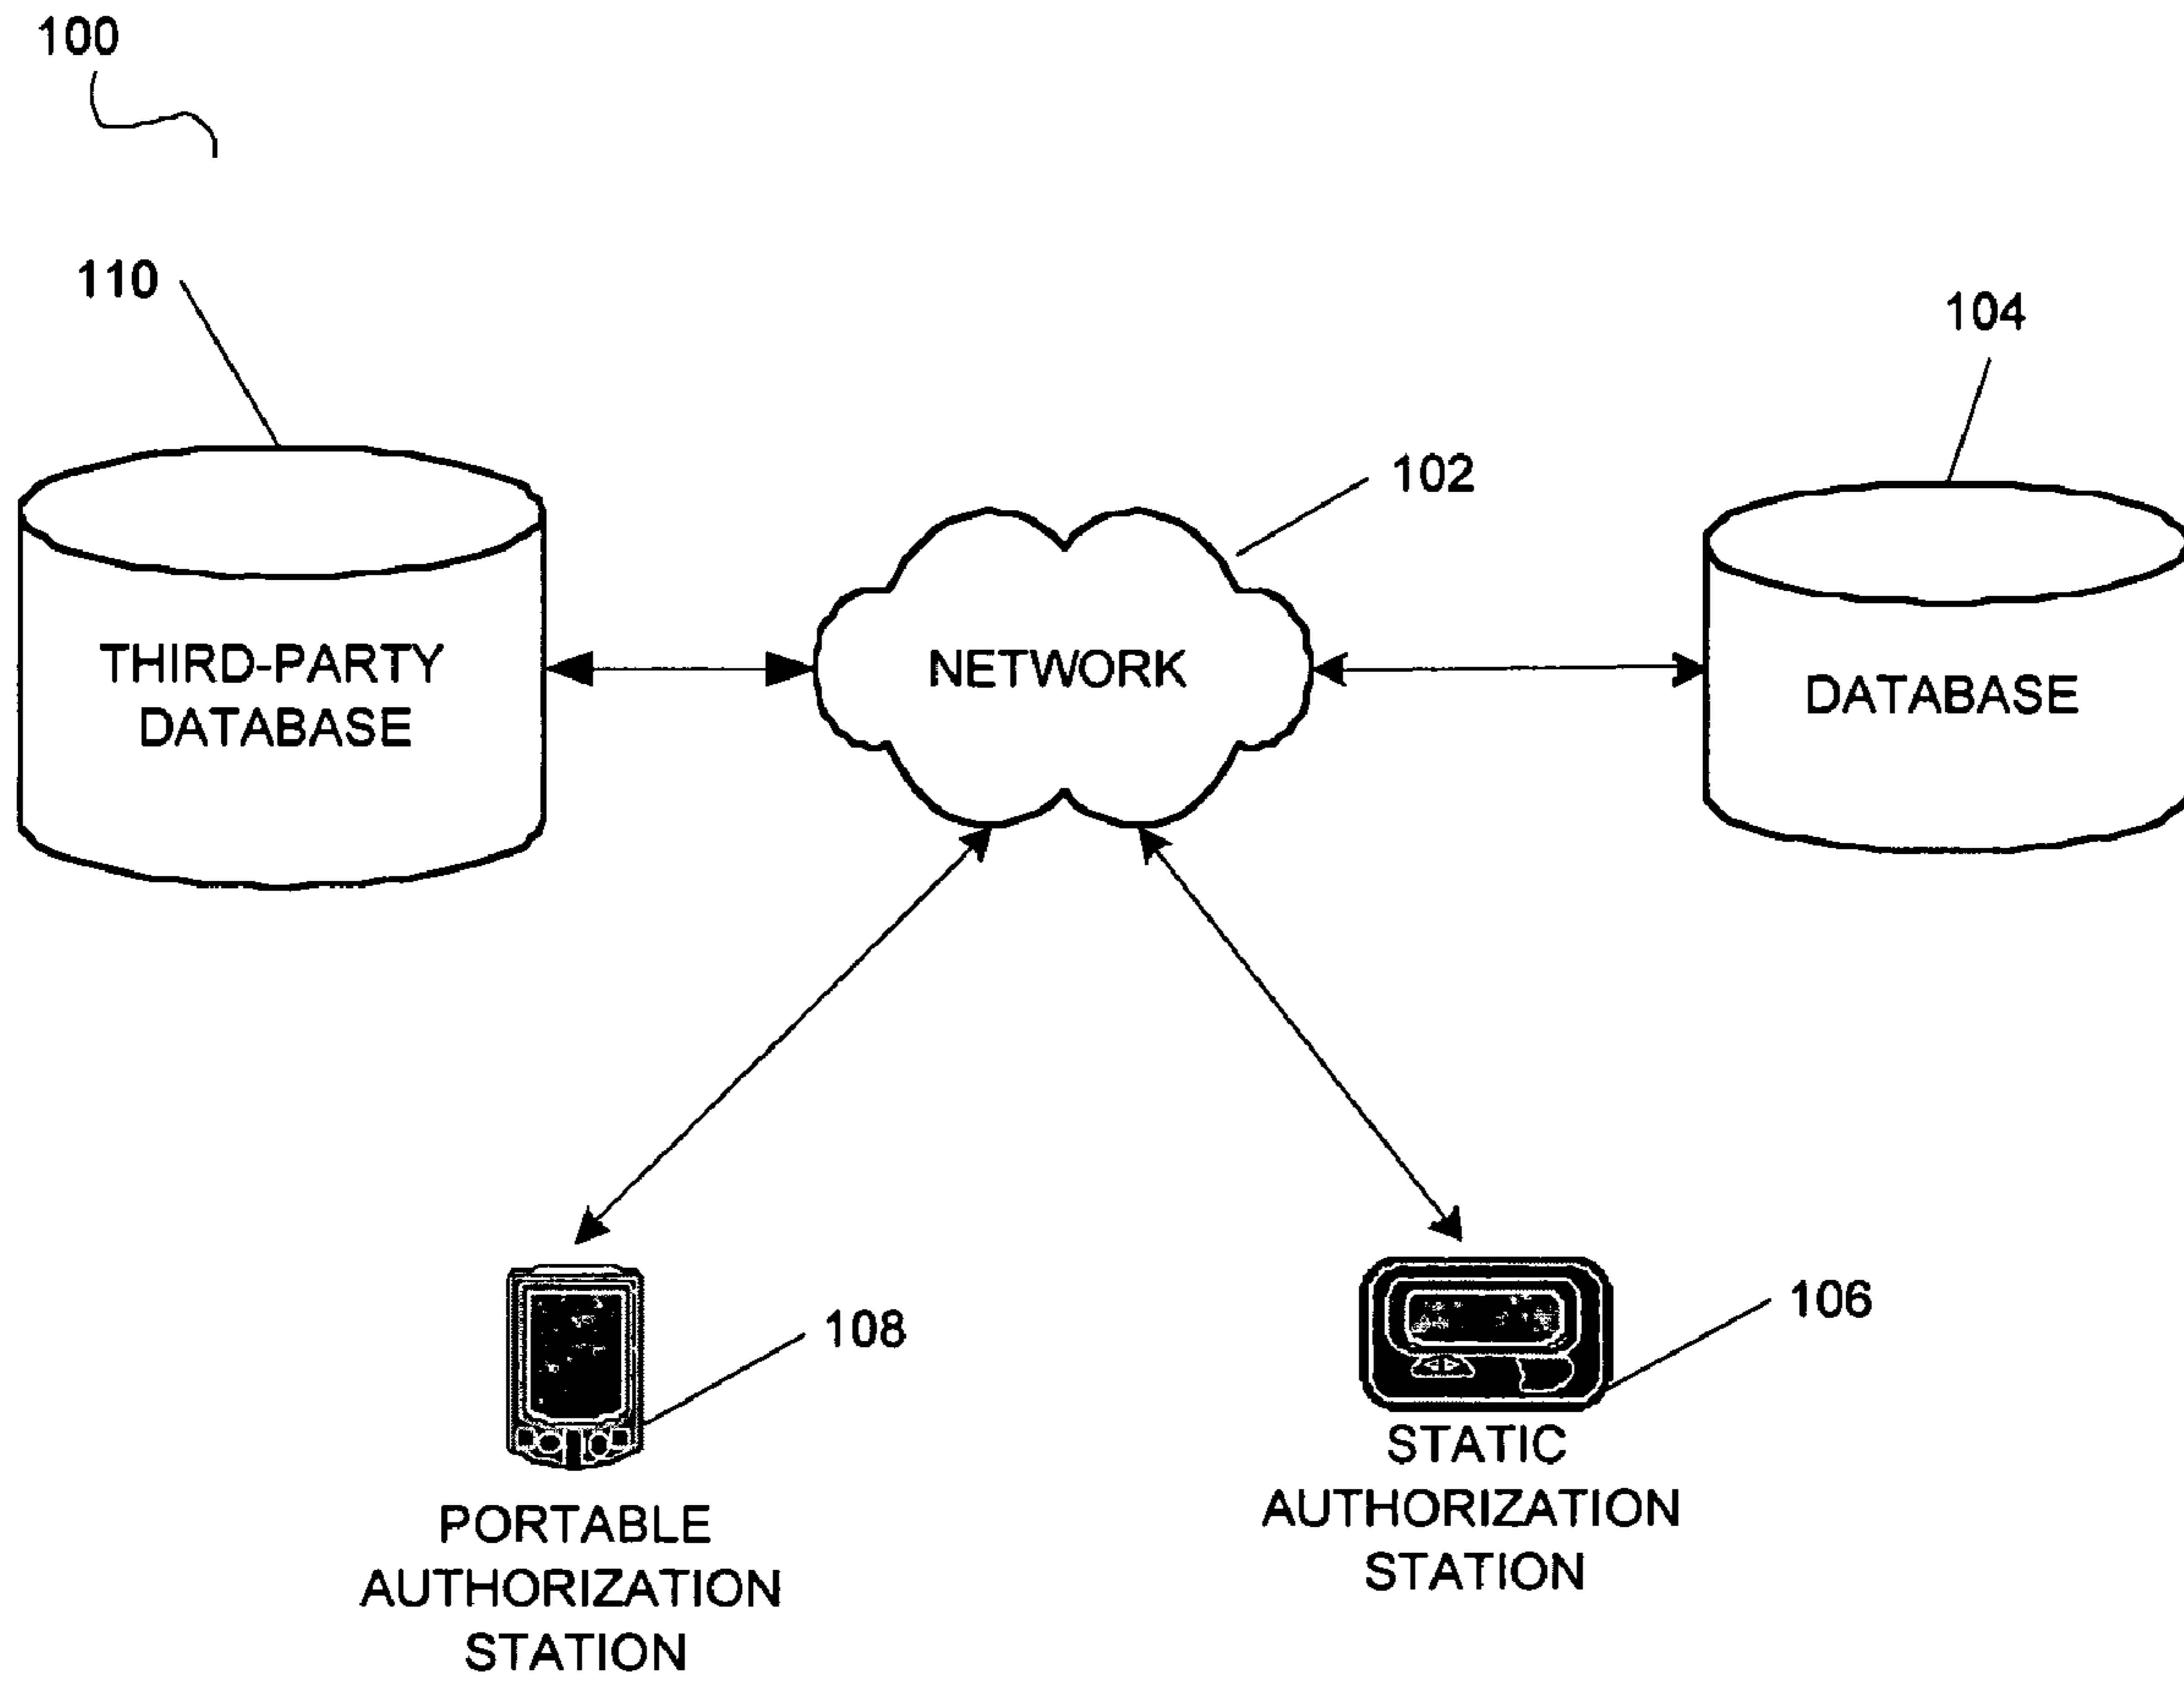 100
110
104
102
THIRD-PARTY
DATABASE
NETWORK
DATABASE
108
106
PORTABLE
AUTHORIZATION
STATION
STATIC
AUTHORIZATION
STATION